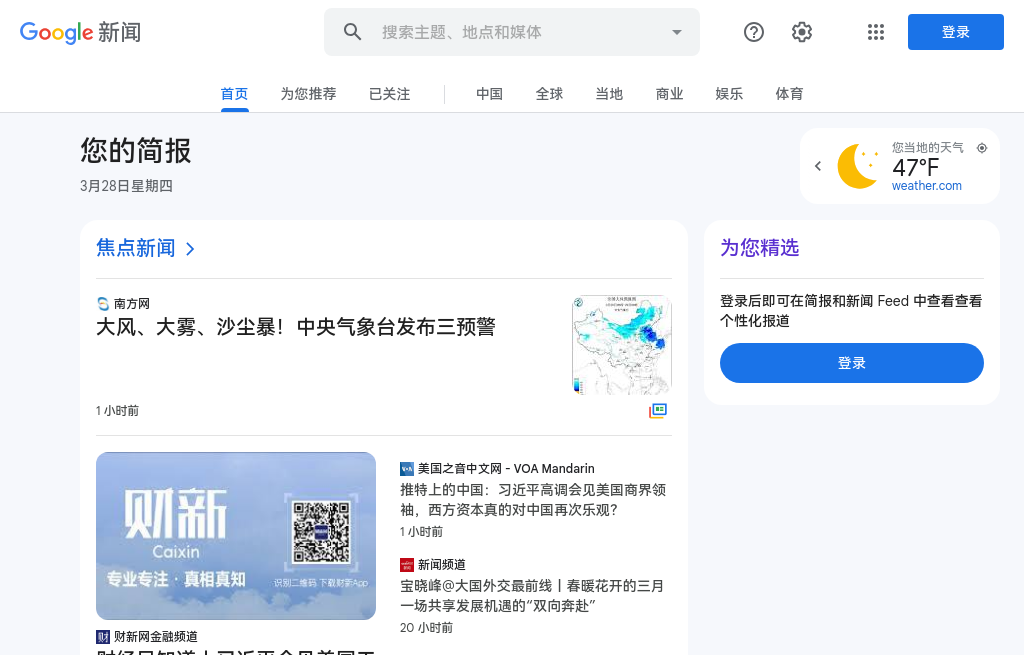 Google 新闻
搜索主题、地点和媒体
登录
首页
为您推荐
已关注
中国
全球
当地
商业
娱乐
体育
您的简报
3月28日星期四
您当地的天气
47°F
weather.com
焦点新闻
南方网
大风、大雾、沙尘暴！中央气象台发布三预警
1 小时前
为您精选
登录后即可在简报和新闻 Feed 中查看查看
个性化报道
登录
财新
Caixin
专业专注·真相真知
识别二维码 下载财新App
财新网金融频道
美国之音中文网 - VOA Mandarin
推特上的中国：习近平高调会见美国商界领
袖，西方资本真的对中国再次乐观？
1 小时前
新闻频道
宝晓峰@大国外交最前线丨春暖花开的三月
一场共享发展机遇的“双向奔赴”
20 小时前